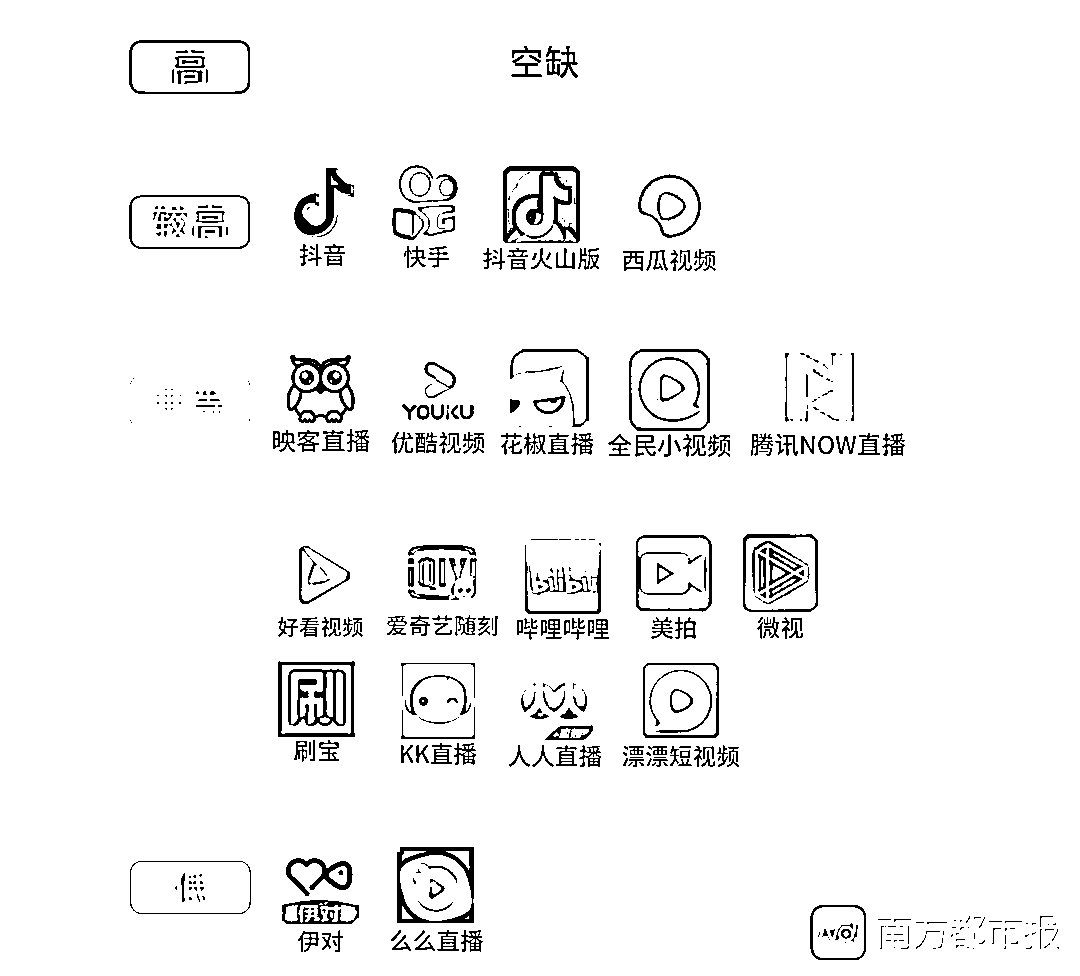 高 空缺
较高
抖音 快手 抖音火山版 西瓜视频
中等
YOUKU
映客直播 优酷视频 花椒直播 全民小视频 腾讯NOW直播
iQIYI bilibili
好看视频 爱奇艺随刻 哔哩哔哩 美拍 微视
刷
刷宝 KK直播 人人直播 漂漂短视频
低
伊对
伊对 么么直播
南方都市报